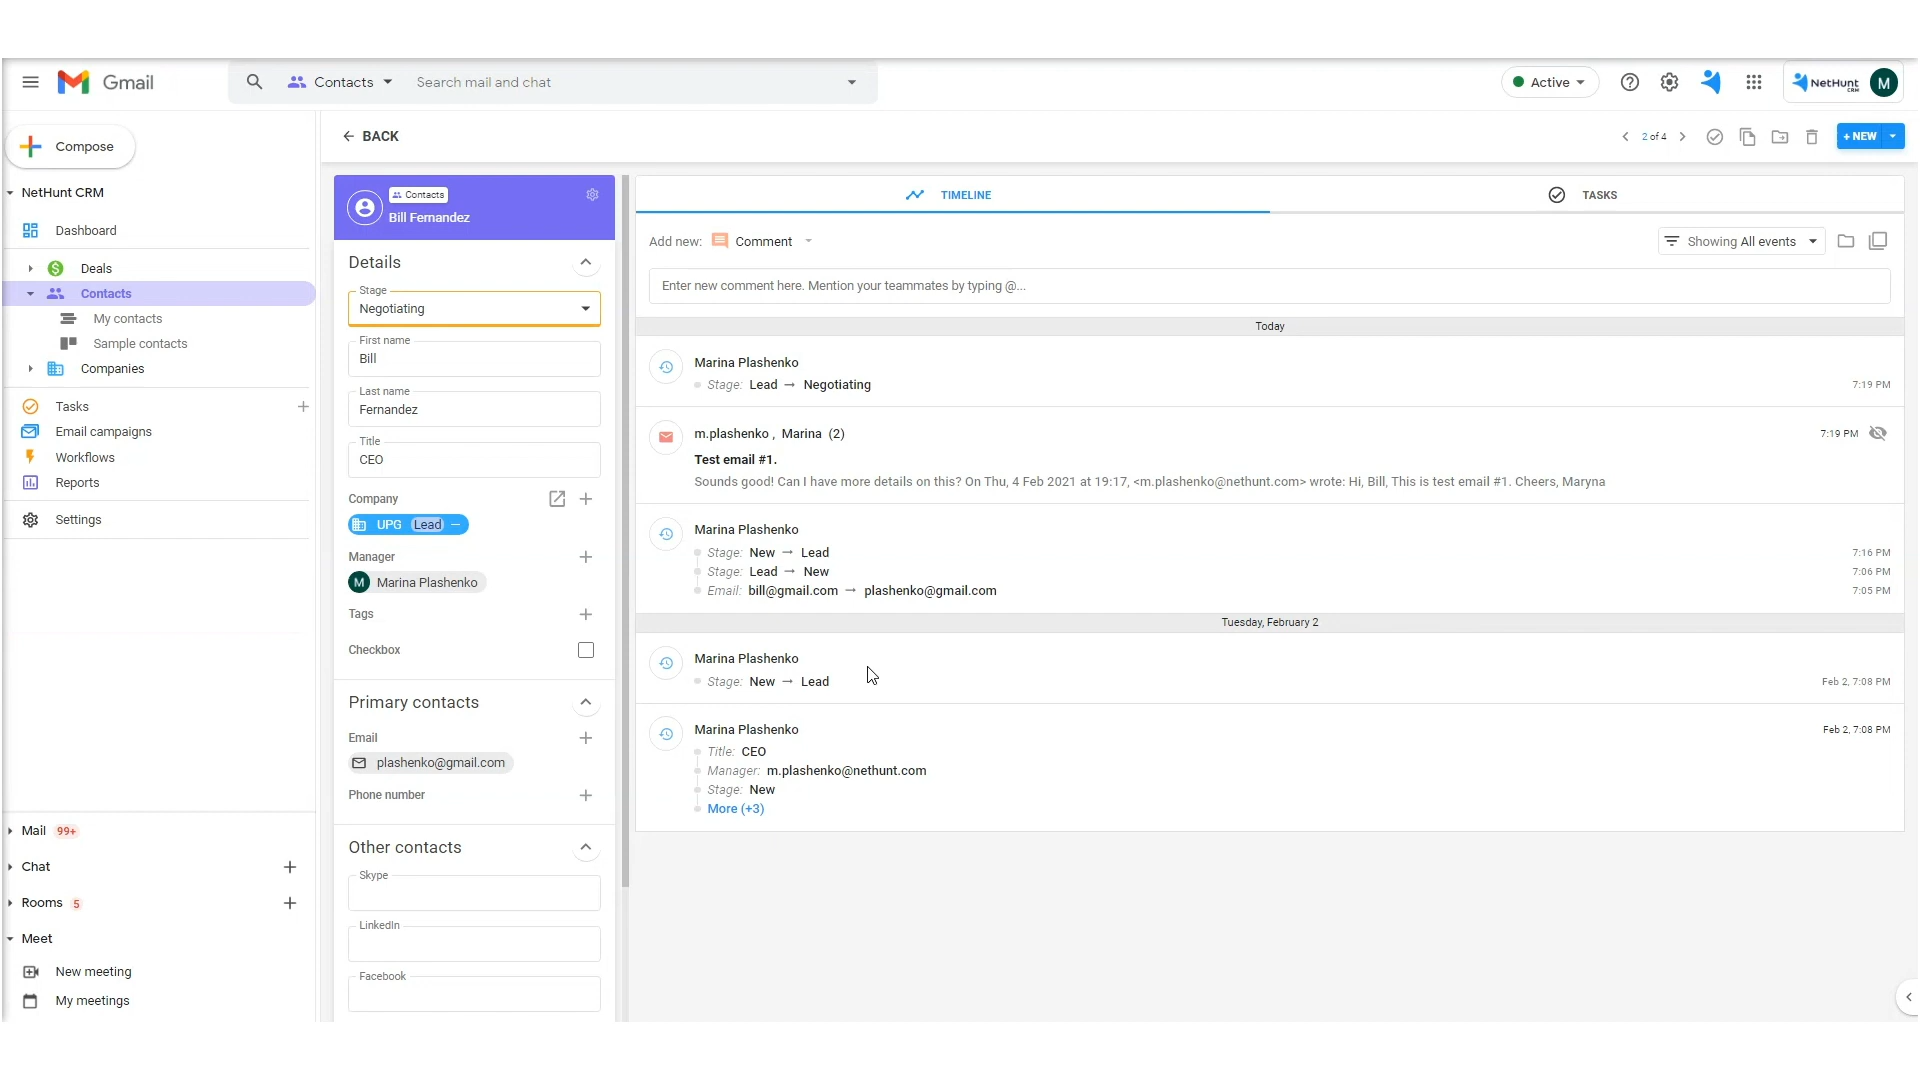 Gmail
Contacts
Search mail and chat
Active
NetHunt
CRM
M
Compose
NetHunt CRM
Dashboard
Deals
Contacts
My contacts
Sample contacts
Companies
Tasks
Email campaigns
Workflows
Reports
Settings
Mail 99+
Chat
Rooms 5
Meet
New meeting
My meetings
BACK
2 of 4
+ NEW
Contacts
Bill Fernandez
Details
Stage
Negotiating
First name
Bill
Last name
Fernandez
Title
CEO
Company
UPG Lead
Manager
M Marina Plashenko
Tags
Checkbox
Primary contacts
Email
plashenko@gmail.com
Phone number
Other contacts
Skype
LinkedIn
Facebook
TIMELINE
TASKS
Add new: Comment
Showing All events
Enter new comment here. Mention your teammates by typing @...
Today
Marina Plashenko
Stage: Lead → Negotiating 7:19 PM
m.plashenko , Marina (2) 7:19 PM
Test email #1.
Sounds good! Can I have more details on this? On Thu, 4 Feb 2021 at 19:17, <m.plashenko@nethunt.com> wrote: Hi, Bill, This is test email #1. Cheers, Maryna
Marina Plashenko
Stage: New → Lead 7:16 PM
Stage: Lead → New 7:06 PM
Email: bill@gmail.com → plashenko@gmail.com 7:05 PM
Tuesday, February 2
Marina Plashenko
Stage: New → Lead Feb 2, 7:08 PM
Marina Plashenko Feb 2, 7:08 PM
Title: CEO
Manager: m.plashenko@nethunt.com
Stage: New
More (+3)